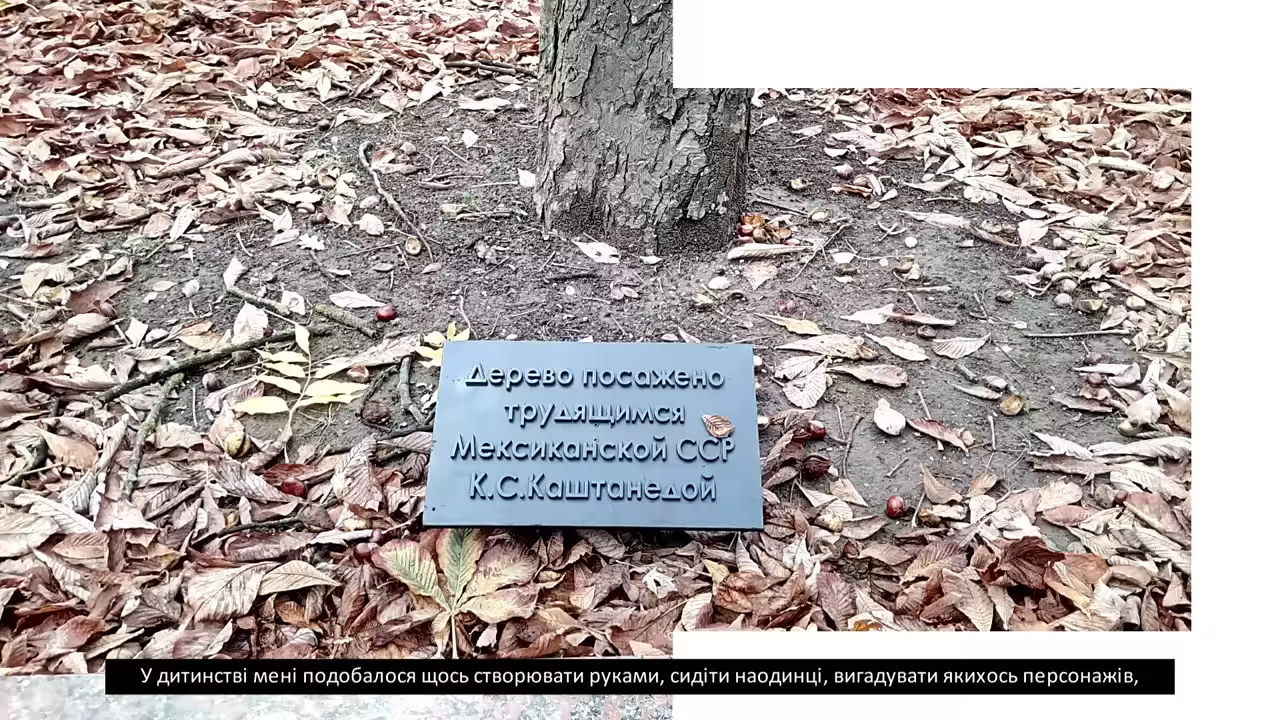 Дерево посажено
трудящимся
Мексиканской ССР
К.С.Каштанедой
У дитинстві мені подобалося щось створювати руками, сидіти наодинці, вигадувати якихось персонажів,